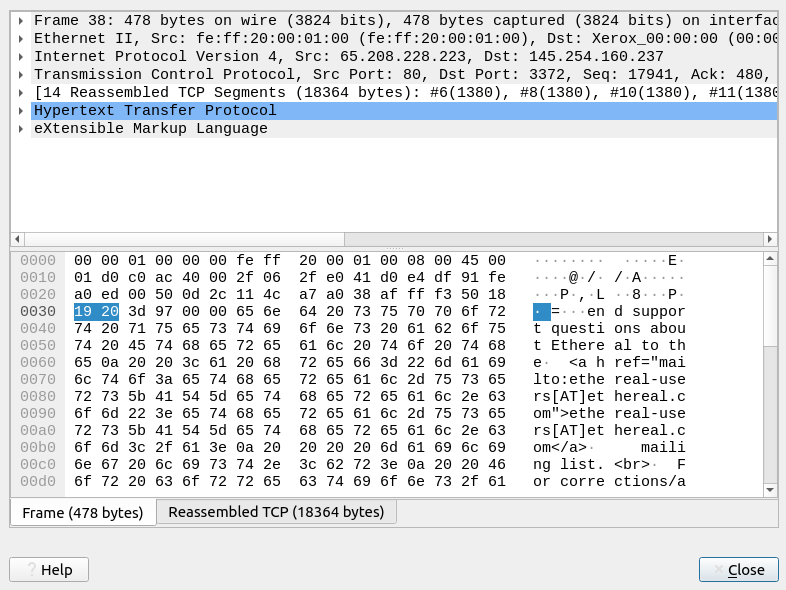 Frame 38: 478 bytes on wire (3824 bits), 478 bytes captured (3824 bits) on interfac
Ethernet II, Src: fe:ff:20:00:01:00 (fe:ff:20:00:01:00), Dst: Xerox_00:00:00 (00:00
Internet Protocol Version 4, Src: 65.208.228.223, Dst: 145.254.160.237
Transmission Control Protocol, Src Port: 80, Dst Port: 3372, Seq: 17941, Ack: 480,
[14 Reassembled TCP Segments (18364 bytes): #6(1380), #8(1380), #10(1380), #11(1380
Hypertext Transfer Protocol
eXtensible Markup Language
0000 00 00 01 00 00 00 fe ff 20 00 01 00 08 00 45 00 ········ ·····E·
0010 01 d0 c0 ac 40 00 2f 06 2f e0 41 d0 e4 df 91 fe ····@·/· /·A·····
0020 a0 ed 00 50 0d 2c 11 4c a7 a0 38 af ff f3 50 18 ···P·,·L ··8···P·
0030 19 20 3d 97 00 00 65 6e 64 20 73 75 70 70 6f 72 · =···en d suppor
0040 74 20 71 75 65 73 74 69 6f 6e 73 20 61 62 6f 75 t questi ons abou
0050 74 20 45 74 68 65 72 65 61 6c 20 74 6f 20 74 68 t Ethere al to th
0060 65 0a 20 20 3c 61 20 68 72 65 66 3d 22 6d 61 69 e·  <a h ref="mai
0070 6c 74 6f 3a 65 74 68 65 72 65 61 6c 2d 75 73 65 lto:ethe real-use
0080 72 73 5b 41 54 5d 65 74 68 65 72 65 61 6c 2e 63 rs[AT]et hereal.c
0090 6f 6d 22 3e 65 74 68 65 72 65 61 6c 2d 75 73 65 om">ethe real-use
00a0 72 73 5b 41 54 5d 65 74 68 65 72 65 61 6c 2e 63 rs[AT]et hereal.c
00b0 6f 6d 3c 2f 61 3e 0a 20 20 20 20 6d 61 69 6c 69 om</a>·     maili
00c0 6e 67 20 6c 69 73 74 2e 3c 62 72 3e 0a 20 20 46 ng list. <br>·  F
00d0 6f 72 20 63 6f 72 72 65 63 74 69 6f 6e 73 2f 61 or corre ctions/a
Frame (478 bytes) Reassembled TCP (18364 bytes)
Help Close